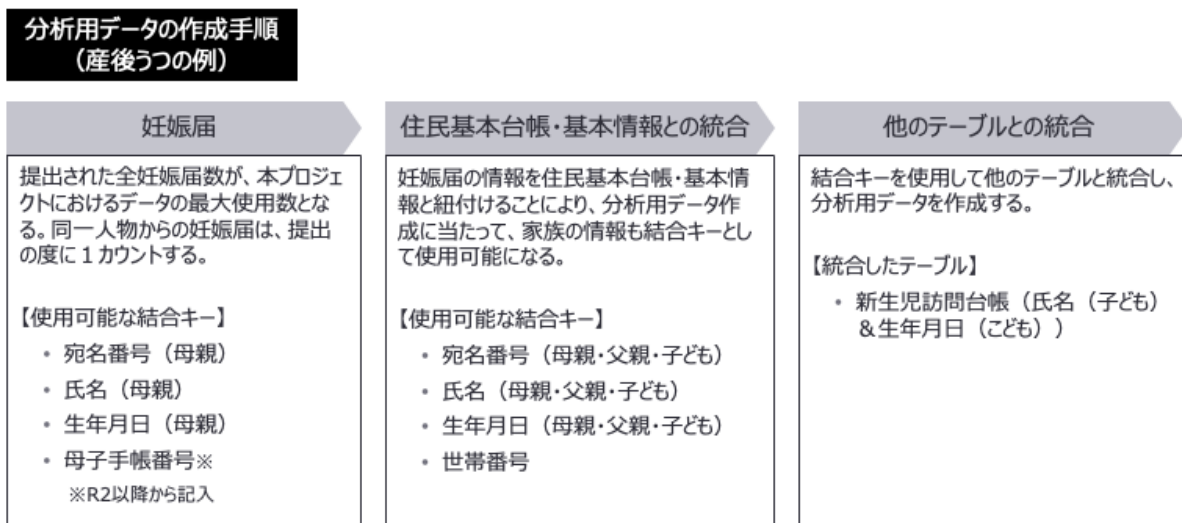 分析用データの作成手順
（産後うつの例）
妊娠届
提出された全妊娠届数が、本プロジェ
クトにおけるデータの最大使用数とな
る。同一人物からの妊娠届は、提出
の度に１カウントする。
【使用可能な結合キー】
• 宛名番号（母親）
• 氏名（母親）
• 生年月日（母親）
• 母子手帳番号※
※R2以降から記入
住民基本台帳・基本情報との統合
妊娠届の情報を住民基本台帳・基本情
報と紐付けることにより、分析用データ作
成に当たって、家族の情報も結合キーとし
て使用可能になる。
【使用可能な結合キー】
• 宛名番号（母親・父親・子ども）
• 氏名（母親・父親・子ども）
• 生年月日（母親・父親・子ども）
• 世帯番号
他のテーブルとの統合
結合キーを使用して他のテーブルと統合し、
分析用データを作成する。
【統合したテーブル】
• 新生児訪問台帳（氏名（子ども）
＆生年月日（こども））